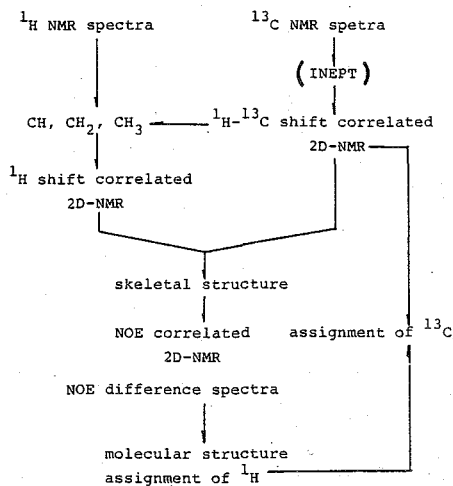 ¹H NMR spectra
¹³C NMR spetra
(INEPT)
CH, CH₂, CH₃
¹H-¹³C shift correlated
2D-NMR
¹H shift correlated
2D-NMR
skeletal structure
NOE correlated
2D-NMR
assignment of ¹³C
NOE difference spectra
molecular structure
assignment of ¹H